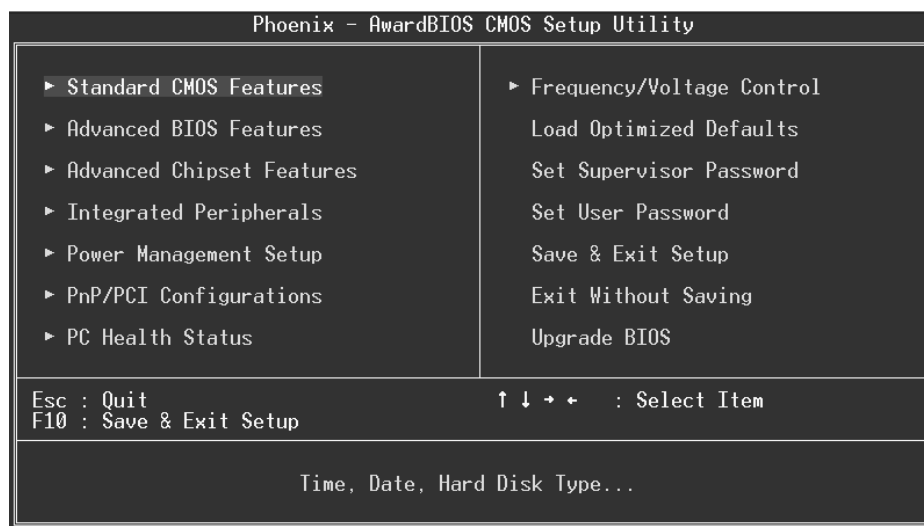 Phoenix - AwardBIOS CMOS Setup Utility
► Standard CMOS Features
► Advanced BIOS Features
► Advanced Chipset Features
► Integrated Peripherals
► Power Management Setup
► PnP/PCI Configurations
► PC Health Status
► Frequency/Voltage Control
Load Optimized Defaults
Set Supervisor Password
Set User Password
Save & Exit Setup
Exit Without Saving
Upgrade BIOS
Esc : Quit
F10 : Save & Exit Setup
↑ ↓ → ← : Select Item
Time, Date, Hard Disk Type...